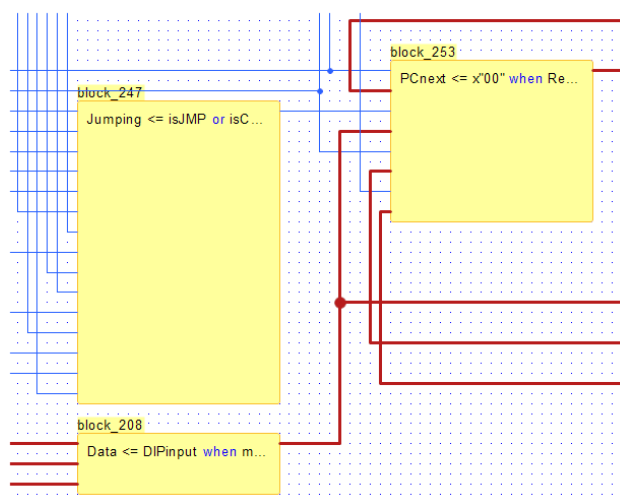 block_253
PCnext <= x"00" when Re...
block_247
Jumping <= isJMP or isC...
block_208
Data <= DIPinput when m...